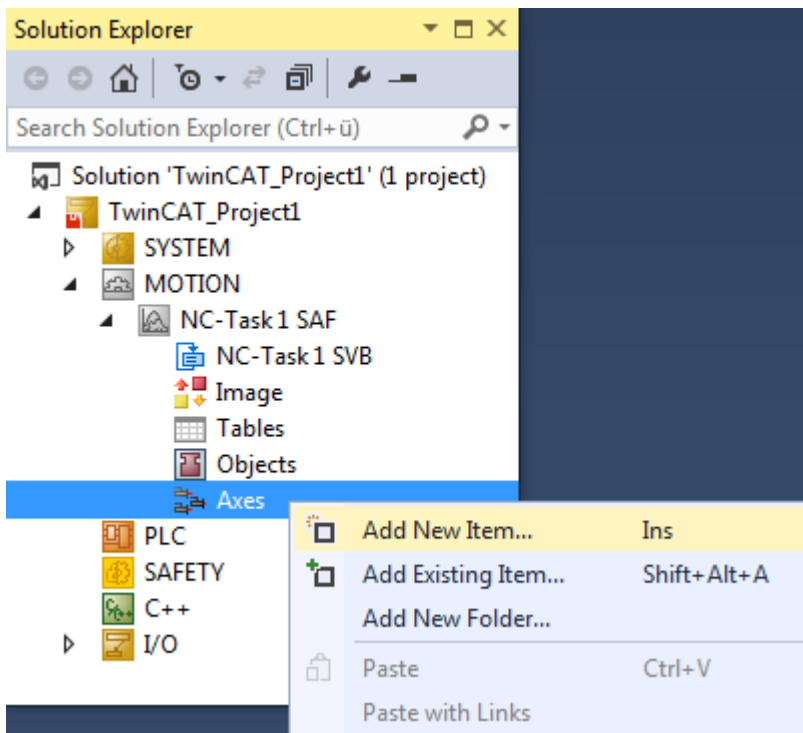 Solution Explorer
Search Solution Explorer (Ctrl+ü)
Solution 'TwinCAT_Project1' (1 project)
TwinCAT_Project1
SYSTEM
MOTION
NC-Task 1 SAF
NC-Task 1 SVB
Image
Tables
Objects
Axes
Add New Item... Ins
PLC
SAFETY
Add Existing Item... Shift+Alt+A
C++
Add New Folder...
I/O
Paste Ctrl+V
Paste with Links